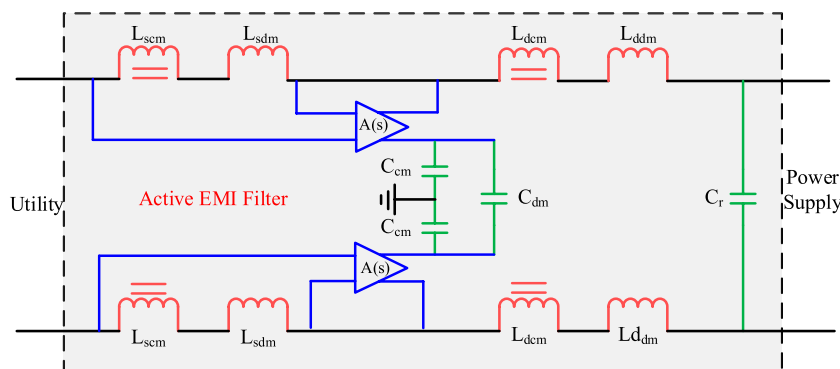 Lscm Lsdm Ldcm Lddm
A(s)
Ccm
Utility Active EMI Filter Cdm Cr Power
Supply
Ccm
A(s)
Lscm Lsdm Ldcm Lddm